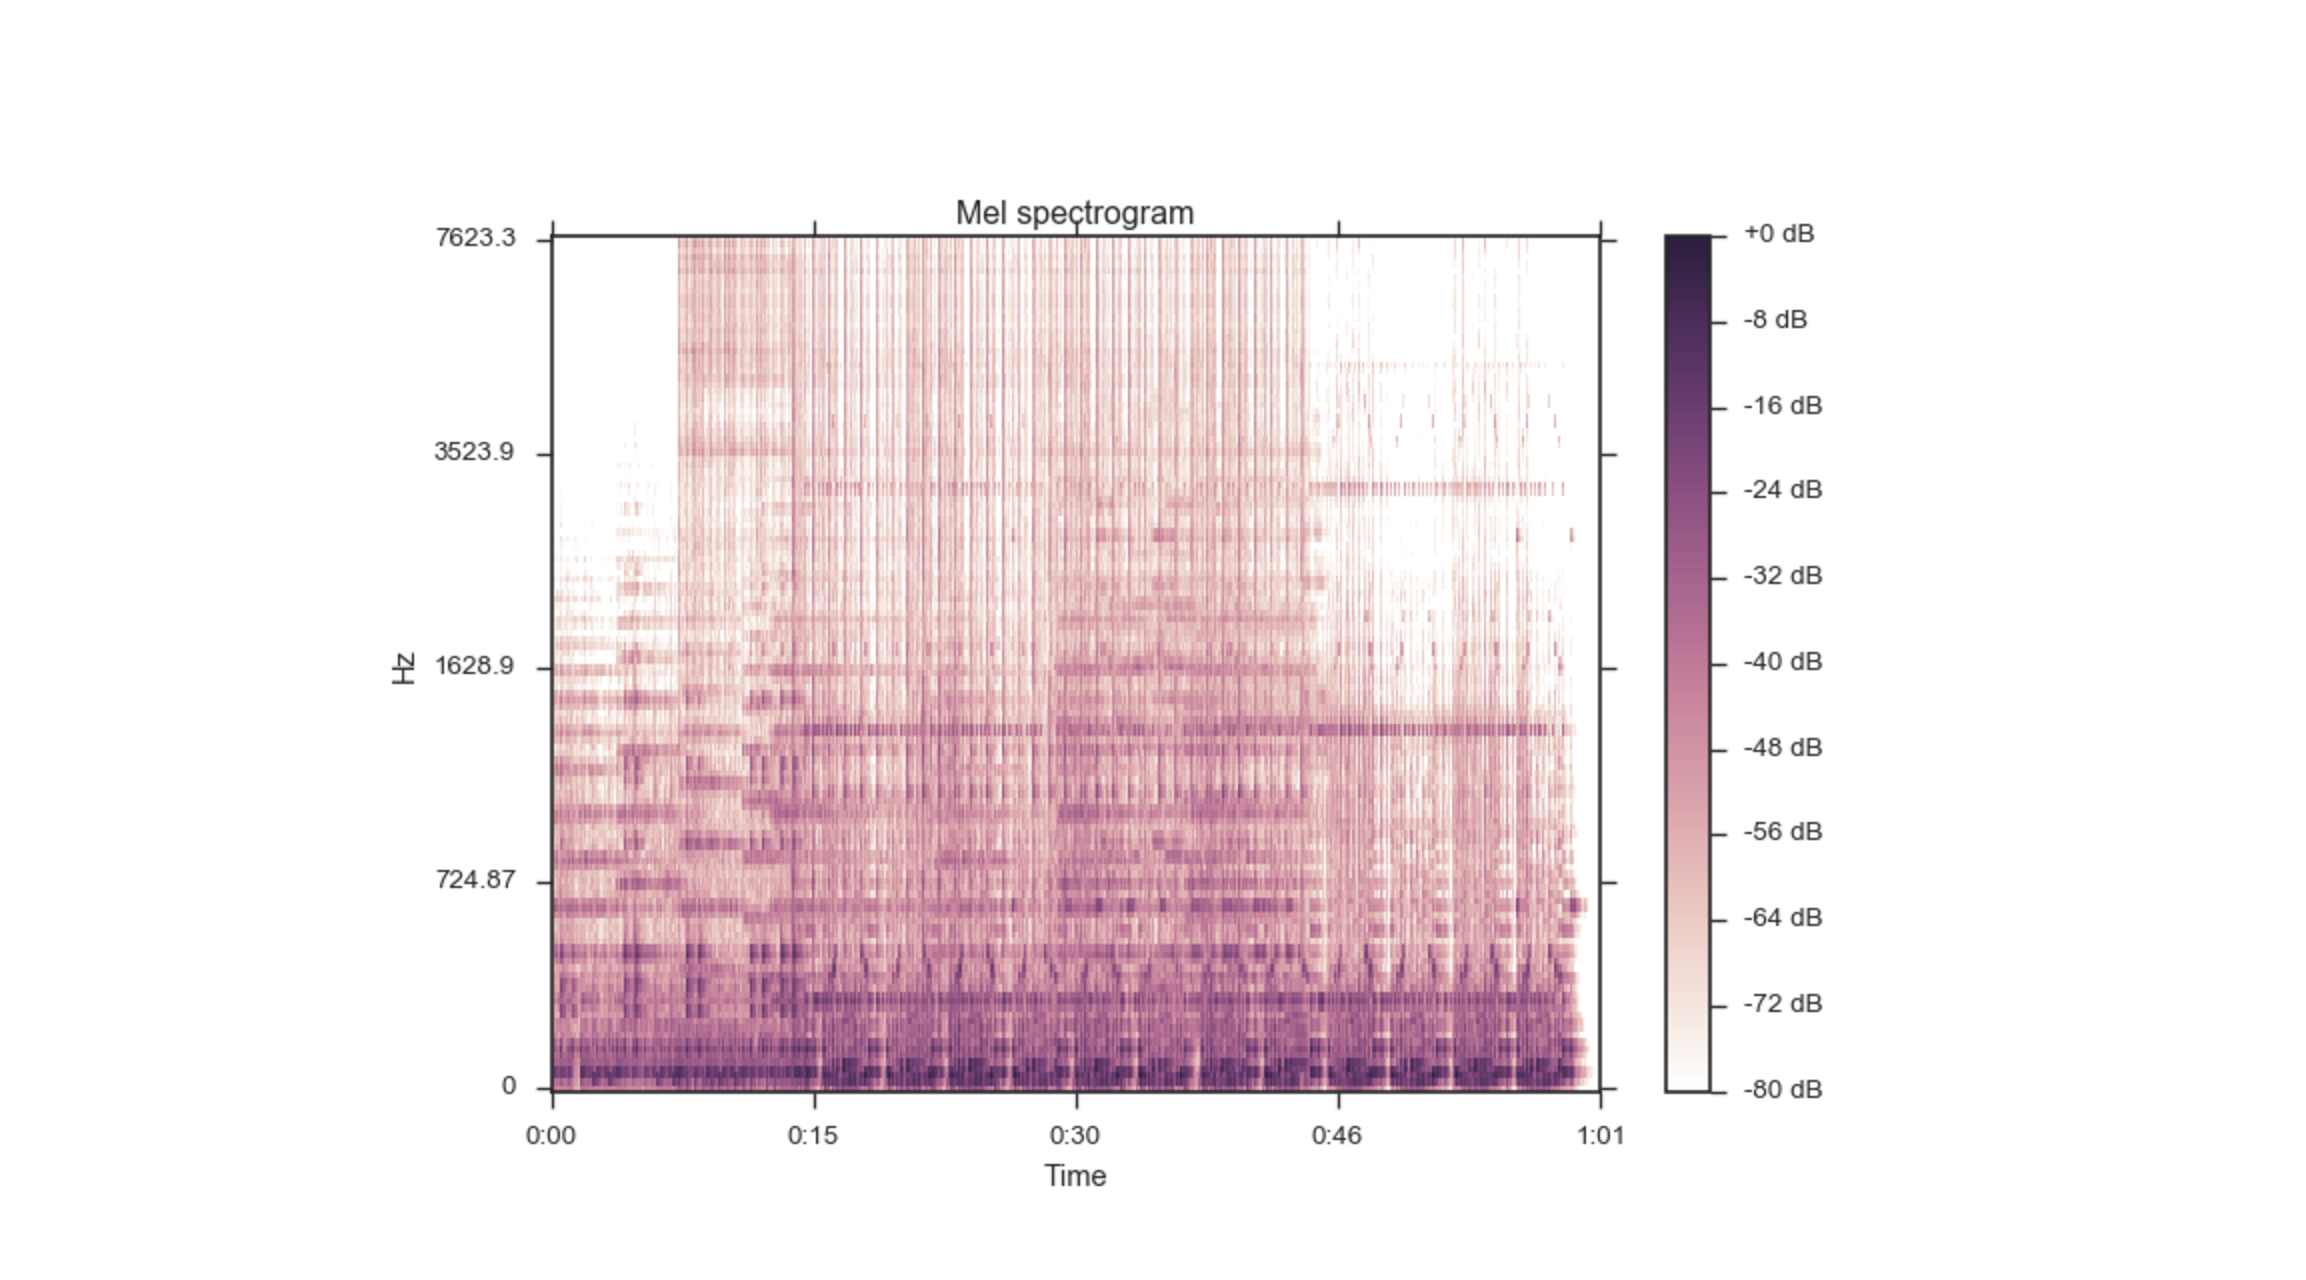 Mel spectrogram
7623.3
3523.9
1628.9
724.87
0
Hz
0:00
0:15
0:30
0:46
1:01
Time
+0 dB
-8 dB
-16 dB
-24 dB
-32 dB
-40 dB
-48 dB
-56 dB
-64 dB
-72 dB
-80 dB